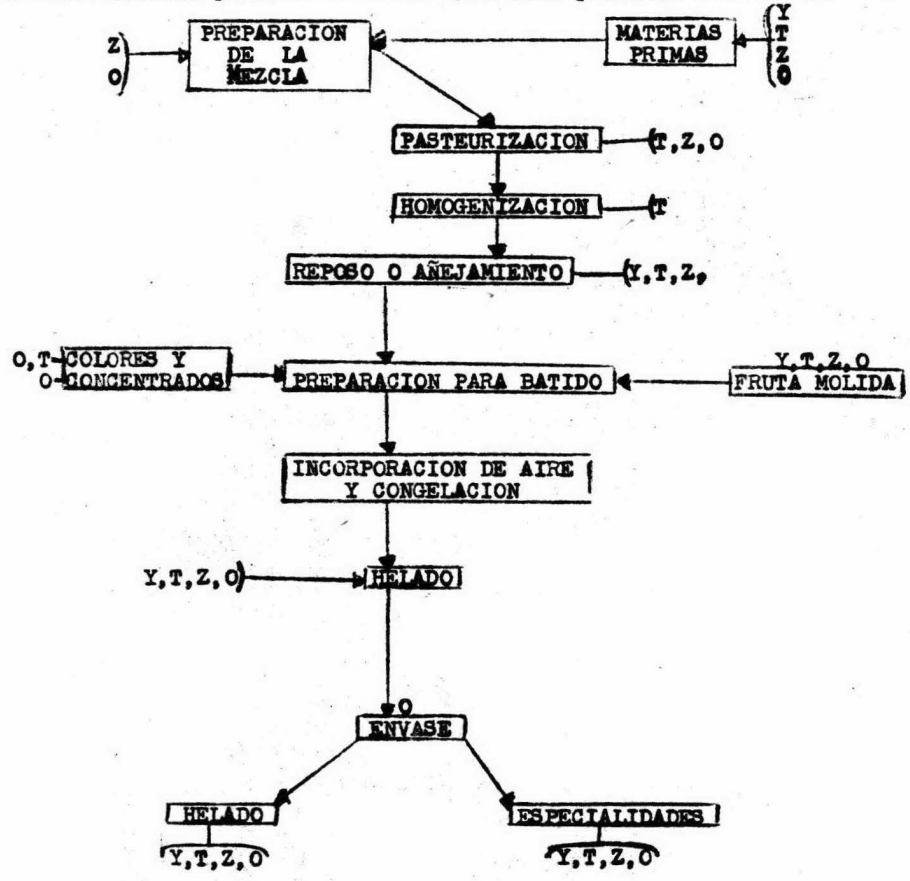 Z
O
PREPARACION
DE LA
MEZCLA
MATERIAS
PRIMAS
Y
T
Z
O
PASTEURIZACION
T,Z,O
HOMOGENIZACION
T
REPOSO O AÑEJAMIENTO
Y,T,Z,
O,T
O
COLORES Y
CONCENTRADOS
PREPARACION PARA BATIDO
Y,T,Z,O
FRUTA MOLIDA
INCORPORACION DE AIRE
Y CONGELACION
Y,T,Z,O
HELADO
O
ENVASE
HELADO
Y,T,Z,O
ESPECIALIDADES
Y,T,Z,O